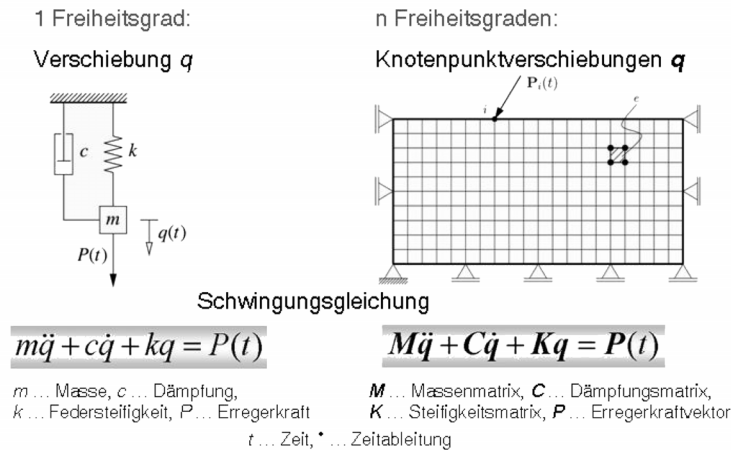 1 Freiheitsgrad:
n Freiheitsgraden:
Verschiebung q
Knotenpunktverschiebungen q
P_i(t)
i
e
c
k
m
q(t)
P(t)
Schwingungsgleichung
mq̈ + cq̇ + kq = P(t)
Mq̈ + Cq̇ + Kq = P(t)
m … Masse, c … Dämpfung,
k … Federsteifigkeit, P … Erregerkraft
M … Massenmatrix, C … Dämpfungsmatrix,
K … Steifigkeitsmatrix, P … Erregerkraftvektor
t … Zeit, • … Zeitableitung